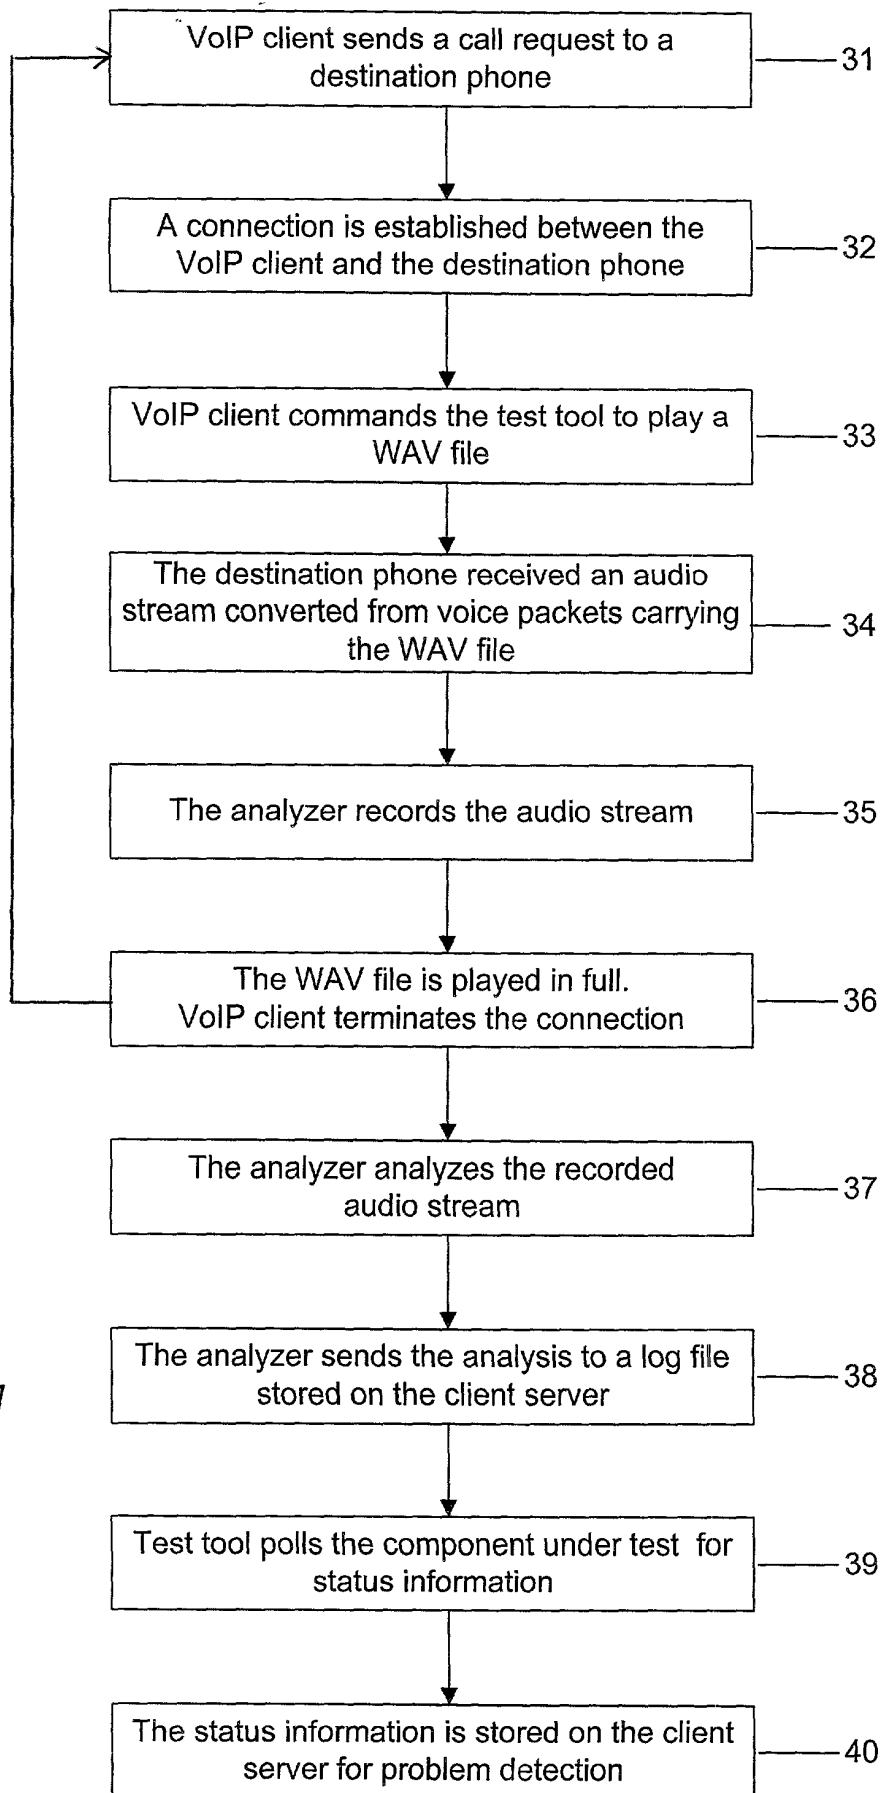 VoIP client sends a call request to a
destination phone
31
A connection is established between the
VoIP client and the destination phone
32
VoIP client commands the test tool to play a
WAV file
33
The destination phone received an audio
stream converted from voice packets carrying
the WAV file
34
The analyzer records the audio stream
35
The WAV file is played in full.
VoIP client terminates the connection
36
The analyzer analyzes the recorded
audio stream
37
The analyzer sends the analysis to a log file
stored on the client server
38
Test tool polls the component under test for
status information
39
The status information is stored on the client
server for problem detection
40